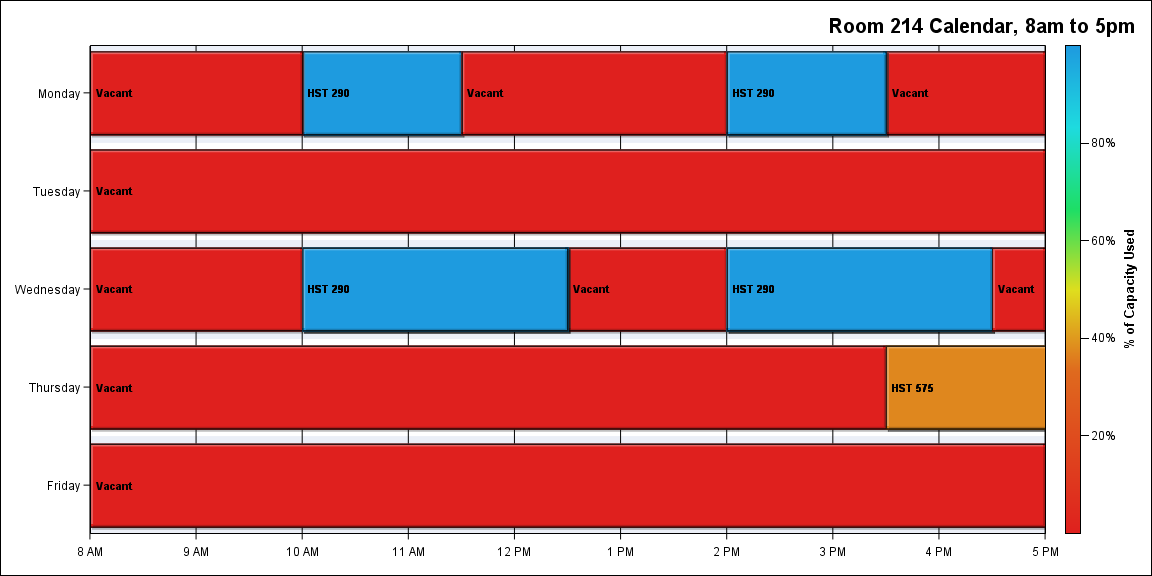 Room 214 Calendar, 8am to 5pm
Monday
Vacant
HST 290
Vacant
HST 290
Vacant
Tuesday
Vacant
Wednesday
Vacant
HST 290
Vacant
HST 290
Vacant
Thursday
Vacant
HST 575
Friday
Vacant
8 AM
9 AM
10 AM
11 AM
12 PM
1 PM
2 PM
3 PM
4 PM
5 PM
80%
60%
40%
20%
% of Capacity Used